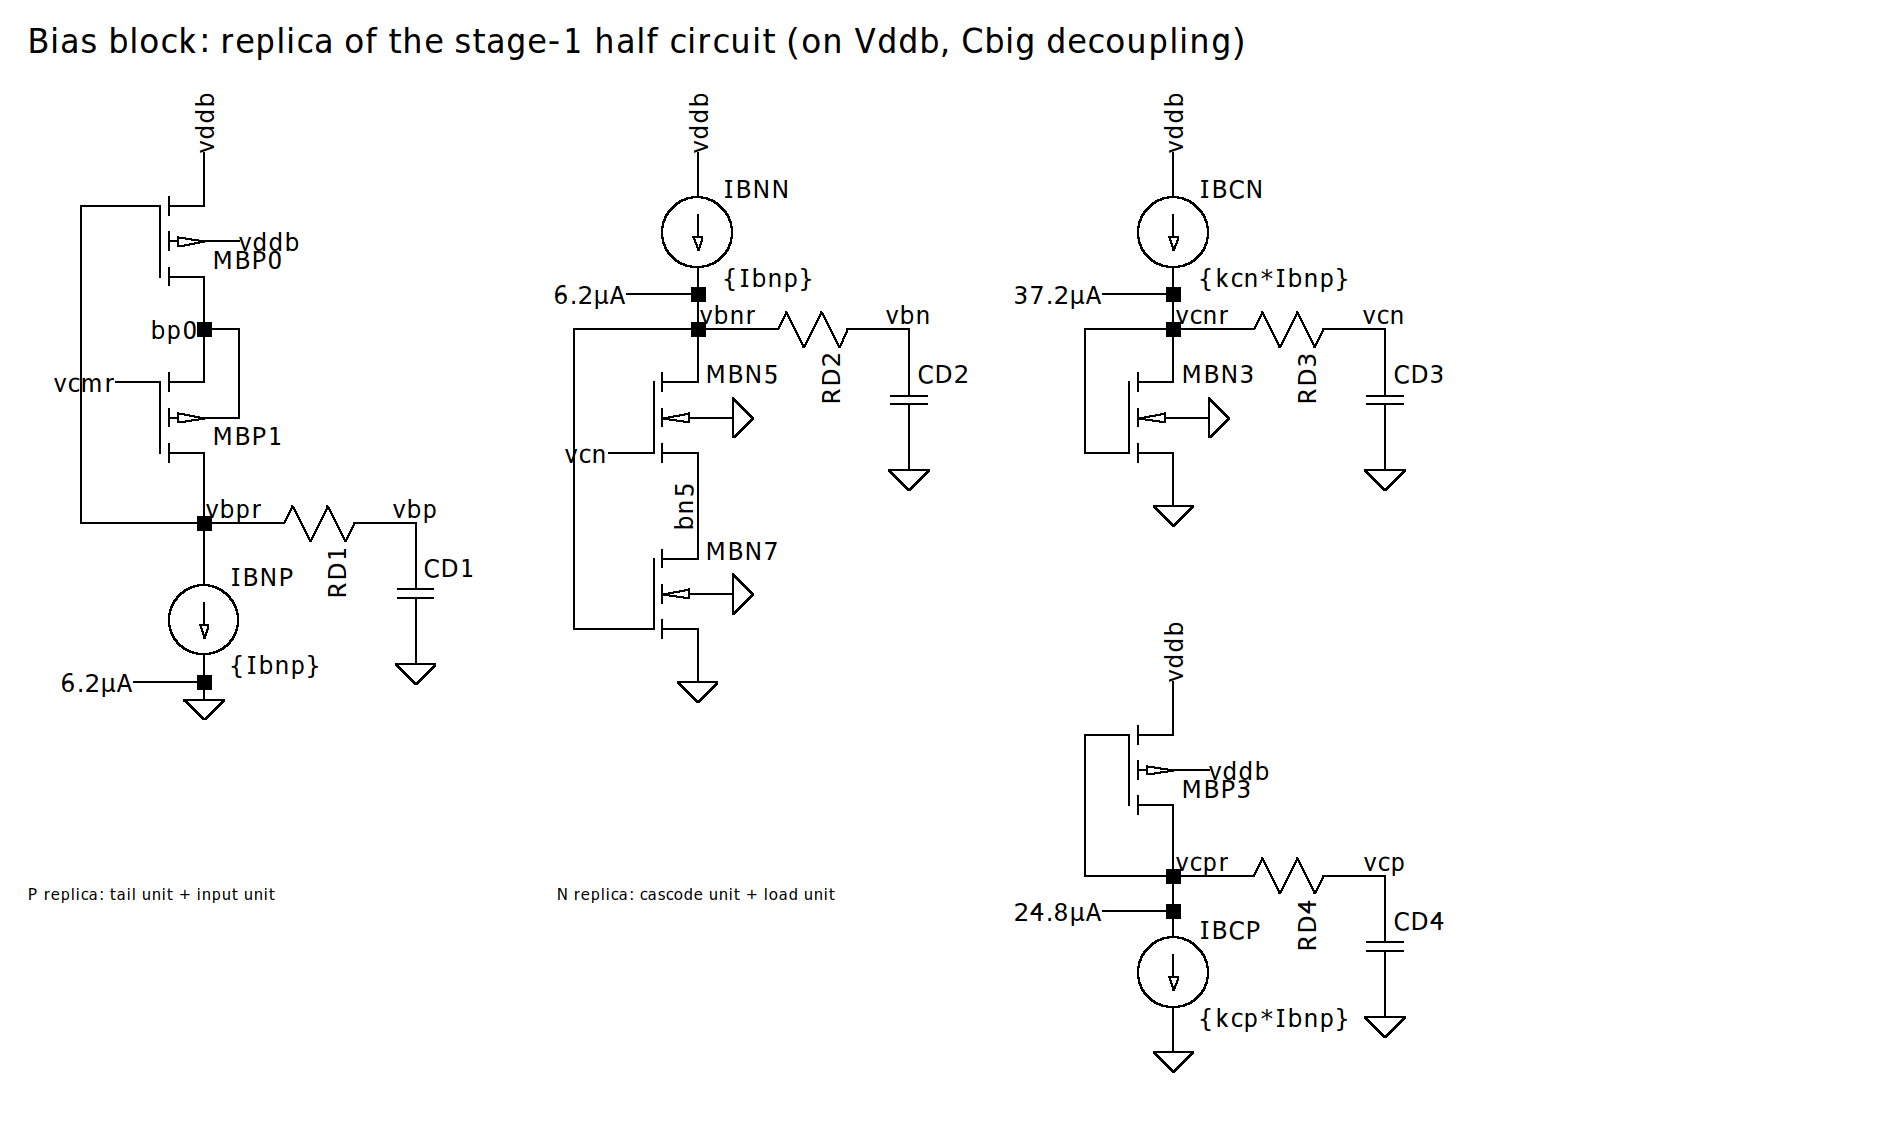 Bias block: replica of the stage-1 half circuit (on Vddb, Cbig decoupling)
vddb
vddb
MBP0
bp0
vcmr
MBP1
vbpr
vbp
RD1
CD1
IBNP
{Ibnp}
6.2µA
P replica: tail unit + input unit
vddb
IBNN
{Ibnp}
6.2µA
vbnr
vbn
RD2
CD2
MBN5
vcn
bn5
MBN7
N replica: cascode unit + load unit
vddb
IBCN
{kcn*Ibnp}
37.2µA
vcnr
vcn
RD3
CD3
MBN3
vddb
vddb
MBP3
vcpr
vcp
RD4
CD4
24.8µA
IBCP
{kcp*Ibnp}